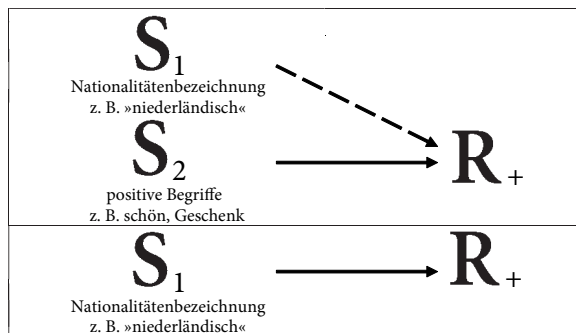 S1
Nationalitätenbezeichnung
z. B. »niederländisch«
S2
R+
positive Begriffe
z. B. schön, Geschenk
S1
R+
Nationalitätenbezeichnung
z. B. »niederländisch«